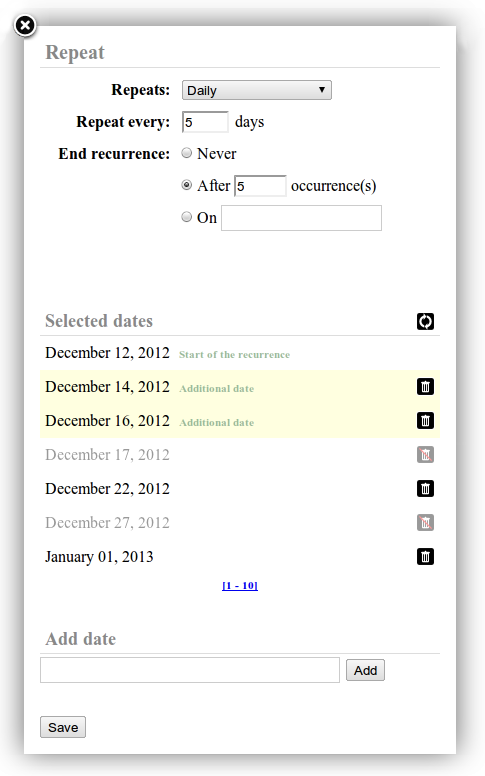 Repeat
Repeats: Daily
Repeat every: 5 days
End recurrence: Never
After 5 occurrence(s)
On
Selected dates
December 12, 2012 Start of the recurrence
December 14, 2012 Additional date
December 16, 2012 Additional date
December 17, 2012
December 22, 2012
December 27, 2012
January 01, 2013
[1 - 10]
Add date
Add
Save